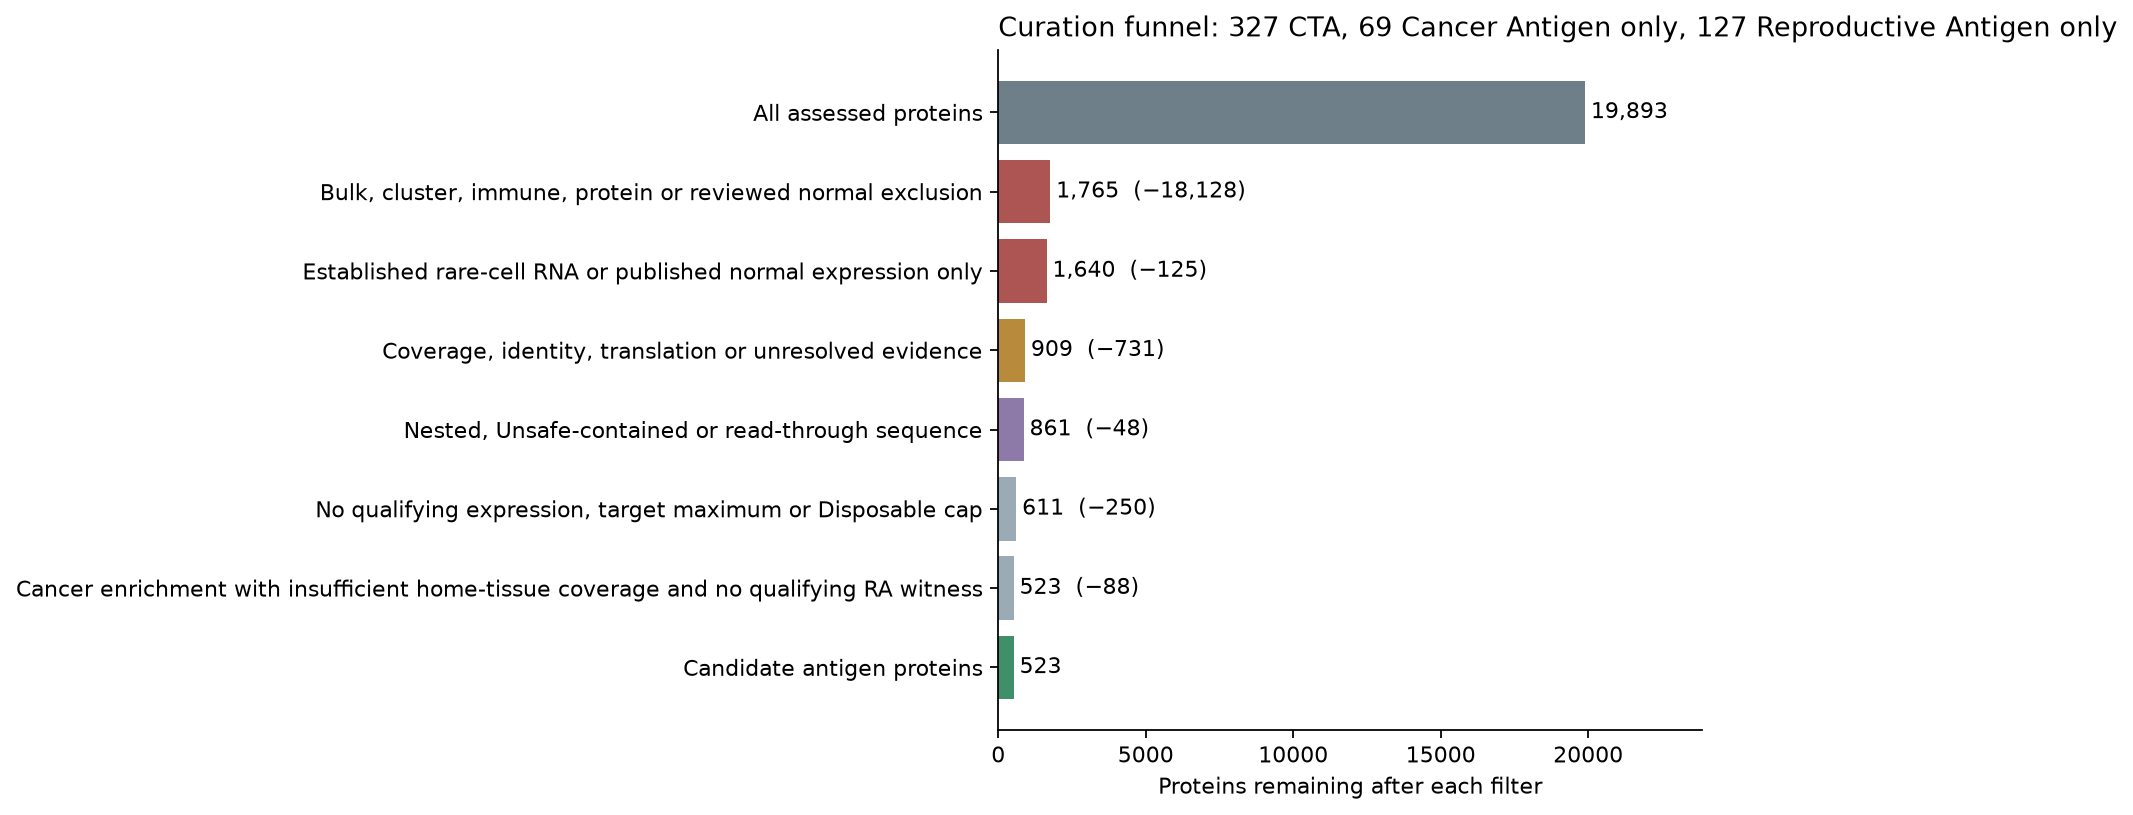 Curation funnel: 327 CTA, 69 Cancer Antigen only, 127 Reproductive Antigen only
All assessed proteins 19,893
Bulk, cluster, immune, protein or reviewed normal exclusion 1,765 (−18,128)
Established rare-cell RNA or published normal expression only 1,640 (−125)
Coverage, identity, translation or unresolved evidence 909 (−731)
Nested, Unsafe-contained or read-through sequence 861 (−48)
No qualifying expression, target maximum or Disposable cap 611 (−250)
Cancer enrichment with insufficient home-tissue coverage and no qualifying RA witness 523 (−88)
Candidate antigen proteins 523
0 5000 10000 15000 20000
Proteins remaining after each filter